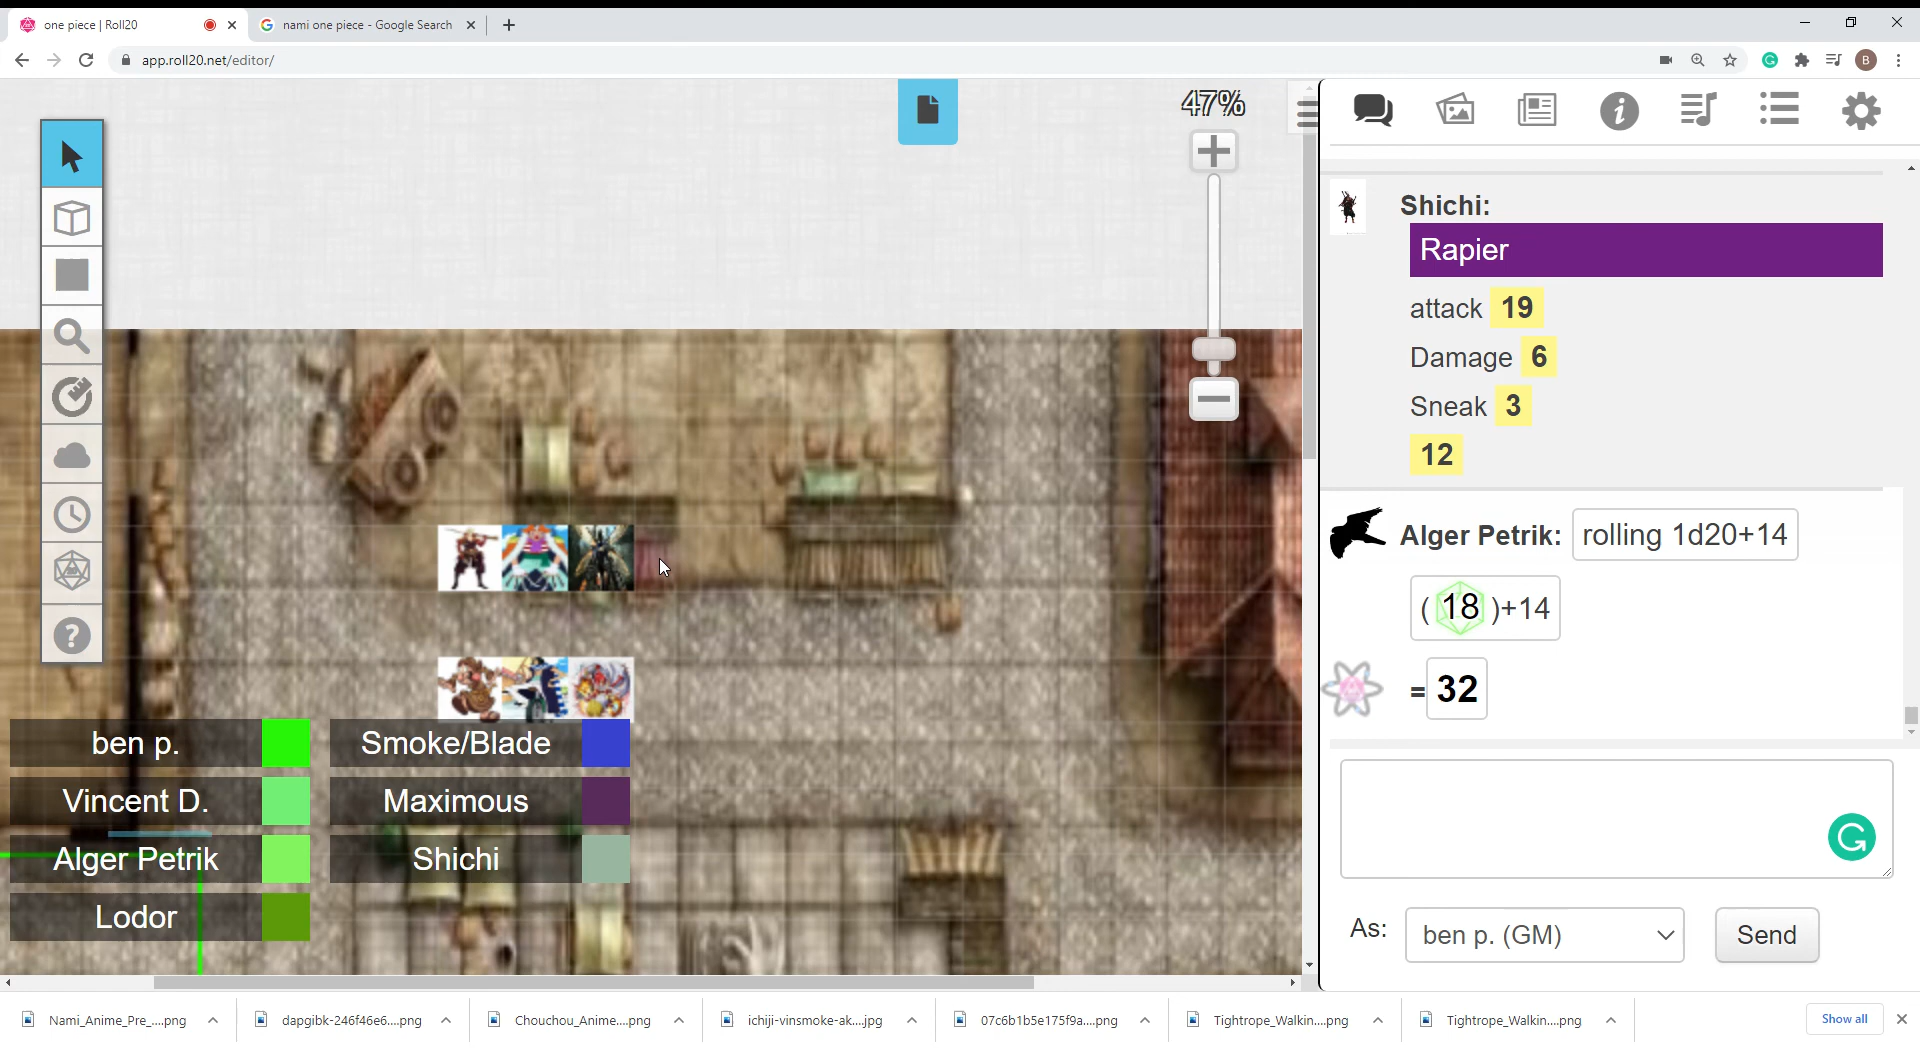 one piece | Roll20
nami one piece - Google Search
app.roll20.net/editor/
47%
Shichi:
Rapier
attack 19
Damage 6
Sneak 3
12
Alger Petrik: rolling 1d20+14
(18)+14
= 32
ben p.
Smoke/Blade
Vincent D.
Maximous
Alger Petrik
Shichi
Lodor
As: ben p. (GM) Send
Nami_Anime_Pre_....png
dapgibk-246f46e6....png
Chouchou_Anime....png
ichiji-vinsmoke-ak....jpg
07c6b1b5e175f9a....png
Tightrope_Walkin....png
Tightrope_Walkin....png
Show all